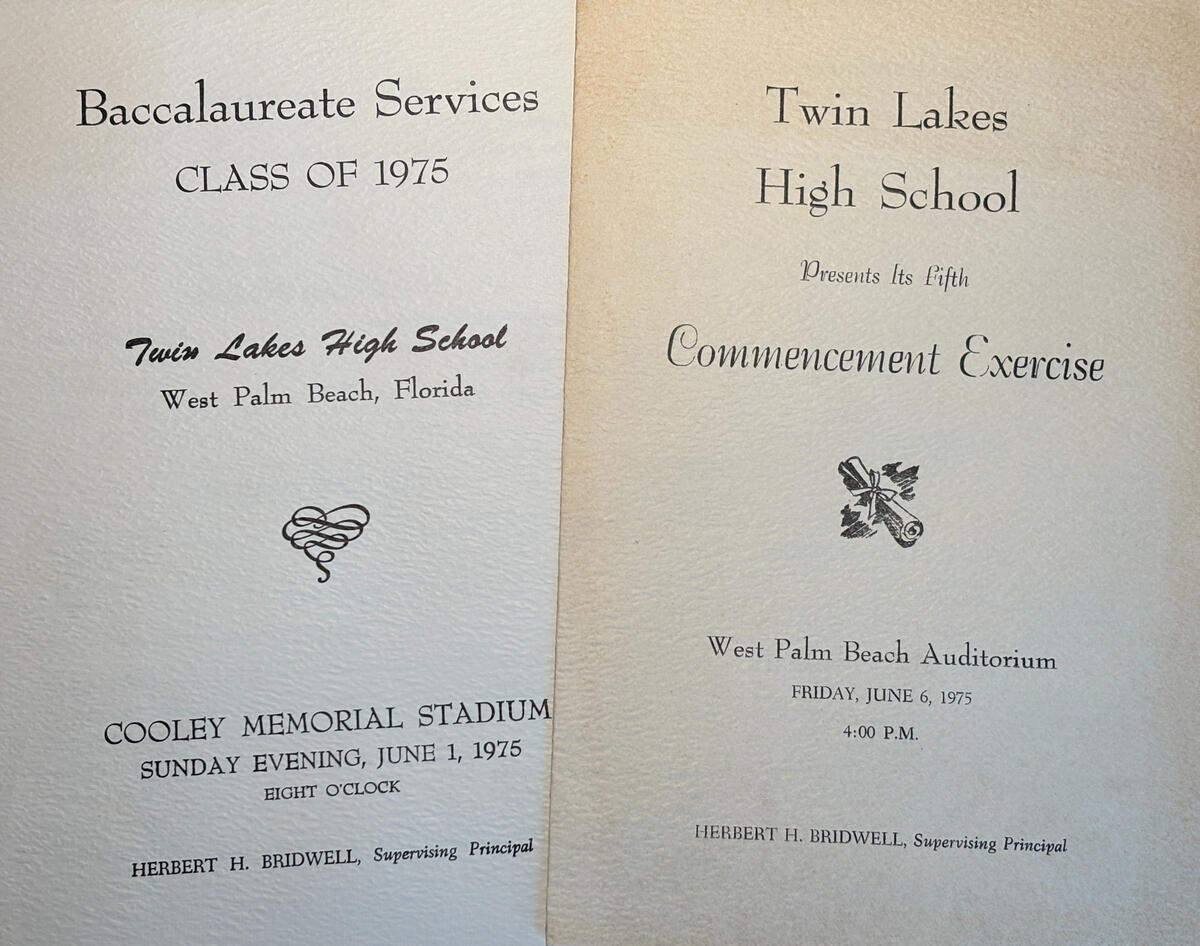 Baccalaureate Services
CLASS OF 1975
Twin Lakes High School
West Palm Beach, Florida
COOLEY MEMORIAL STADIUM
SUNDAY EVENING, JUNE 1, 1975
EIGHT O'CLOCK
HERBERT H. BRIDWELL, Supervising Principal
Twin Lakes
High School
Presents Its Fifth
Commencement Exercise
West Palm Beach Auditorium
FRIDAY, JUNE 6, 1975
4:00 P.M.
HERBERT H. BRIDWELL, Supervising Principal